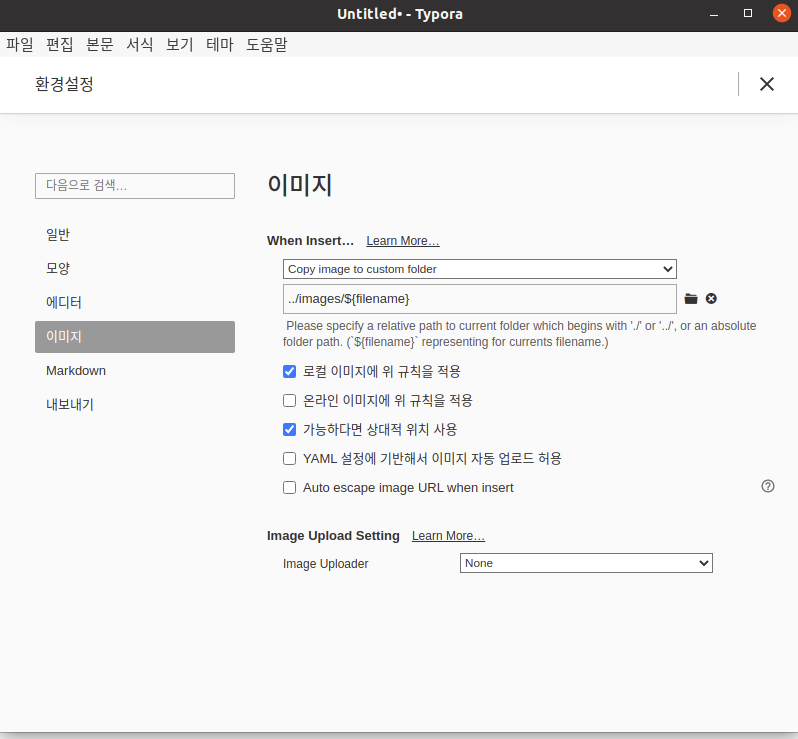 Untitled• - Typora
파일 편집 본문 서식 보기 테마 도움말
환경설정
다음으로 검색…
일반
모양
에디터
이미지
Markdown
내보내기
이미지
When Insert… Learn More…
Copy image to custom folder
../images/${filename}
Please specify a relative path to current folder which begins with './' or '../', or an absolute
folder path. (`${filename}` representing for currents filename.)
로컬 이미지에 위 규칙을 적용
온라인 이미지에 위 규칙을 적용
가능하다면 상대적 위치 사용
YAML 설정에 기반해서 이미지 자동 업로드 허용
Auto escape image URL when insert
Image Upload Setting Learn More…
Image Uploader None